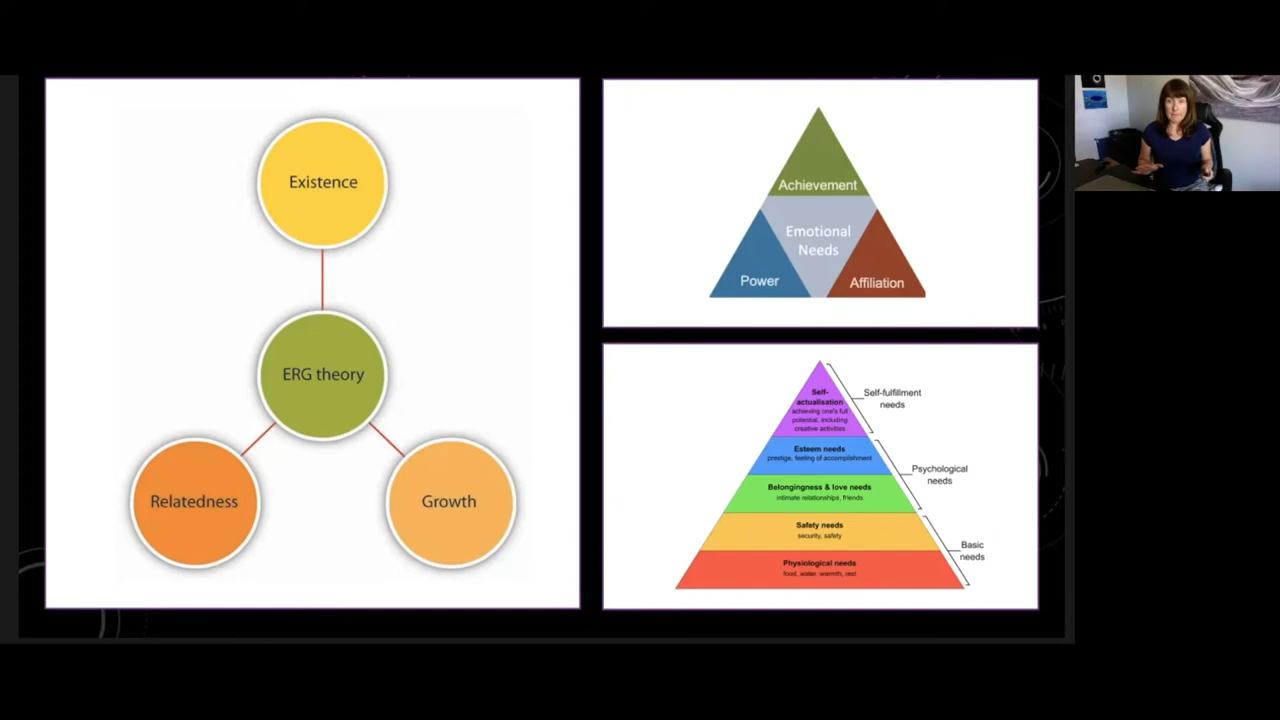 Existence
ERG theory
Relatedness
Growth
Achievement
Emotional
Needs
Power
Affiliation
Self-
actualisation
achieving one's full
potential, including
creative activities
Self-fulfillment
needs
Esteem needs
prestige, feeling of accomplishment
Psychological
needs
Belongingness & love needs
intimate relationships, friends
Safety needs
security, safety
Basic
needs
Physiological needs
food, water, warmth, rest